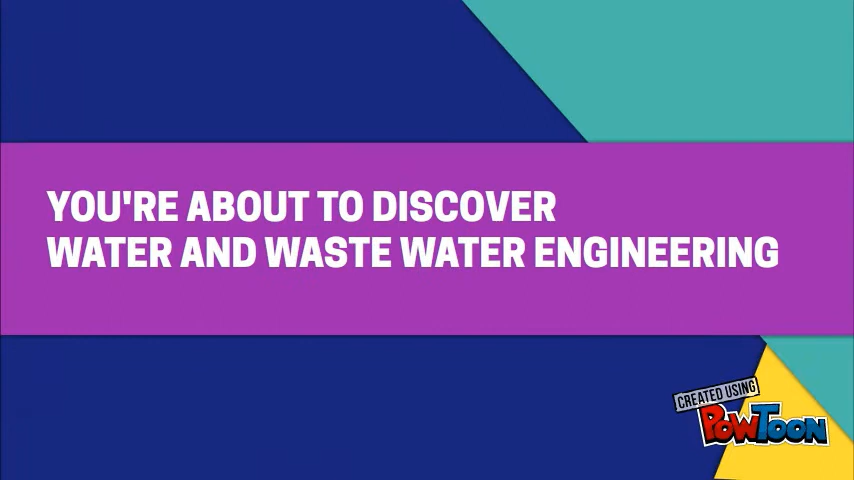 YOU'RE ABOUT TO DISCOVER
WATER AND WASTE WATER ENGINEERING
CREATED USING
POWTOON